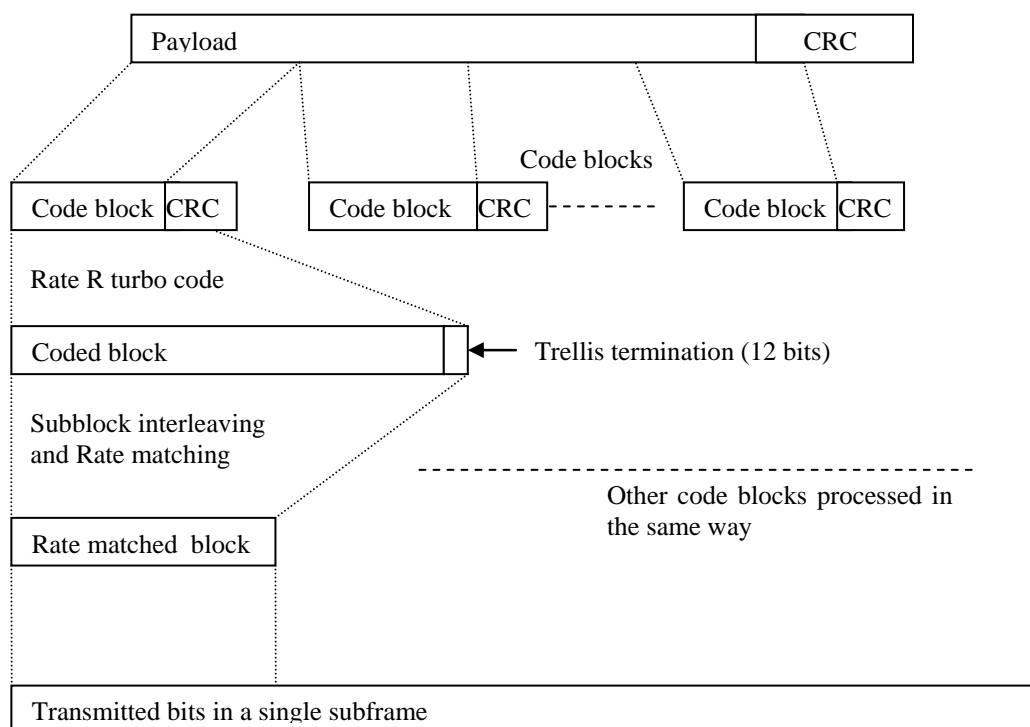 Payload CRC
Code blocks
Code block CRC Code block CRC Code block CRC
Rate R turbo code
Coded block
Trellis termination (12 bits)
Subblock interleaving
and Rate matching
Other code blocks processed in
the same way
Rate matched block
Transmitted bits in a single subframe